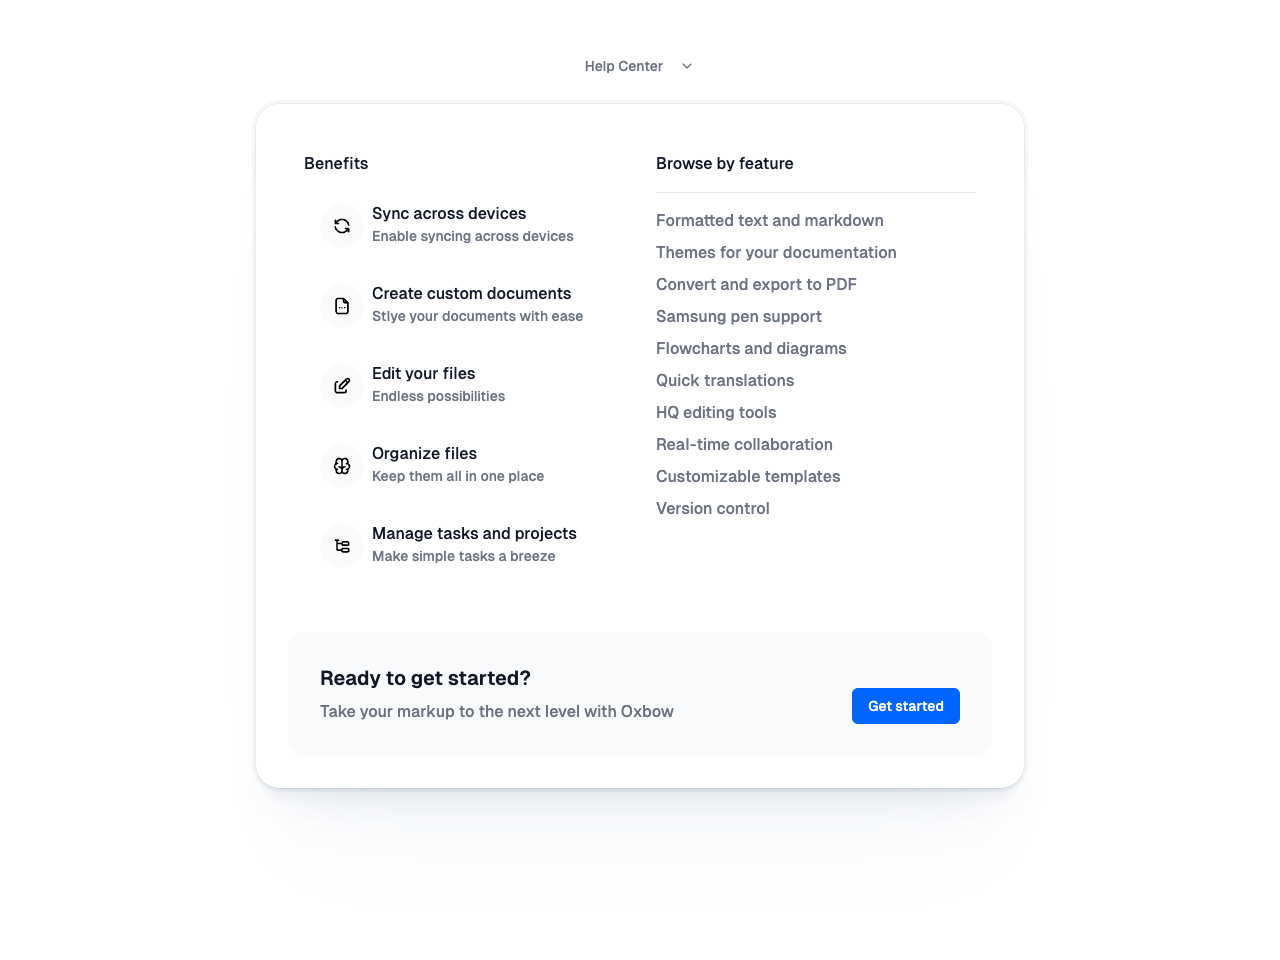 Help Center
Benefits
Sync across devices
Enable syncing across devices
Create custom documents
Stlye your documents with ease
Edit your files
Endless possibilities
Organize files
Keep them all in one place
Manage tasks and projects
Make simple tasks a breeze
Browse by feature
Formatted text and markdown
Themes for your documentation
Convert and export to PDF
Samsung pen support
Flowcharts and diagrams
Quick translations
HQ editing tools
Real-time collaboration
Customizable templates
Version control
Ready to get started?
Take your markup to the next level with Oxbow
Get started